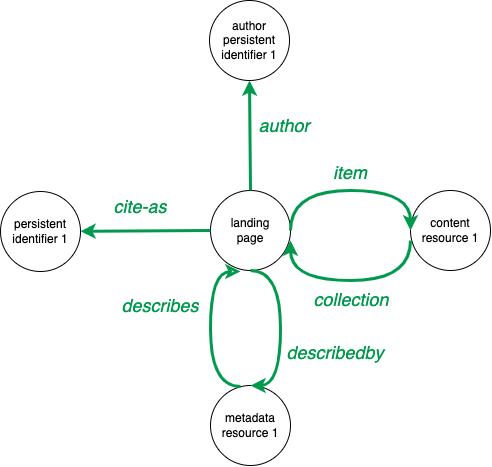 author
persistent
identifier 1
author
item
cite-as
persistent
identifier 1
landing
page
content
resource 1
collection
describes
describedby
metadata
resource 1